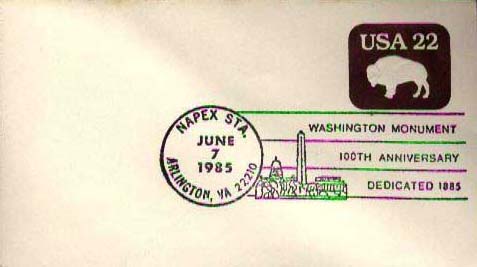 USA 22
NAPEX STA.
JUNE
7
1985
ARLINGTON, VA 22210
WASHINGTON MONUMENT
100TH ANNIVERSARY
DEDICATED 1885